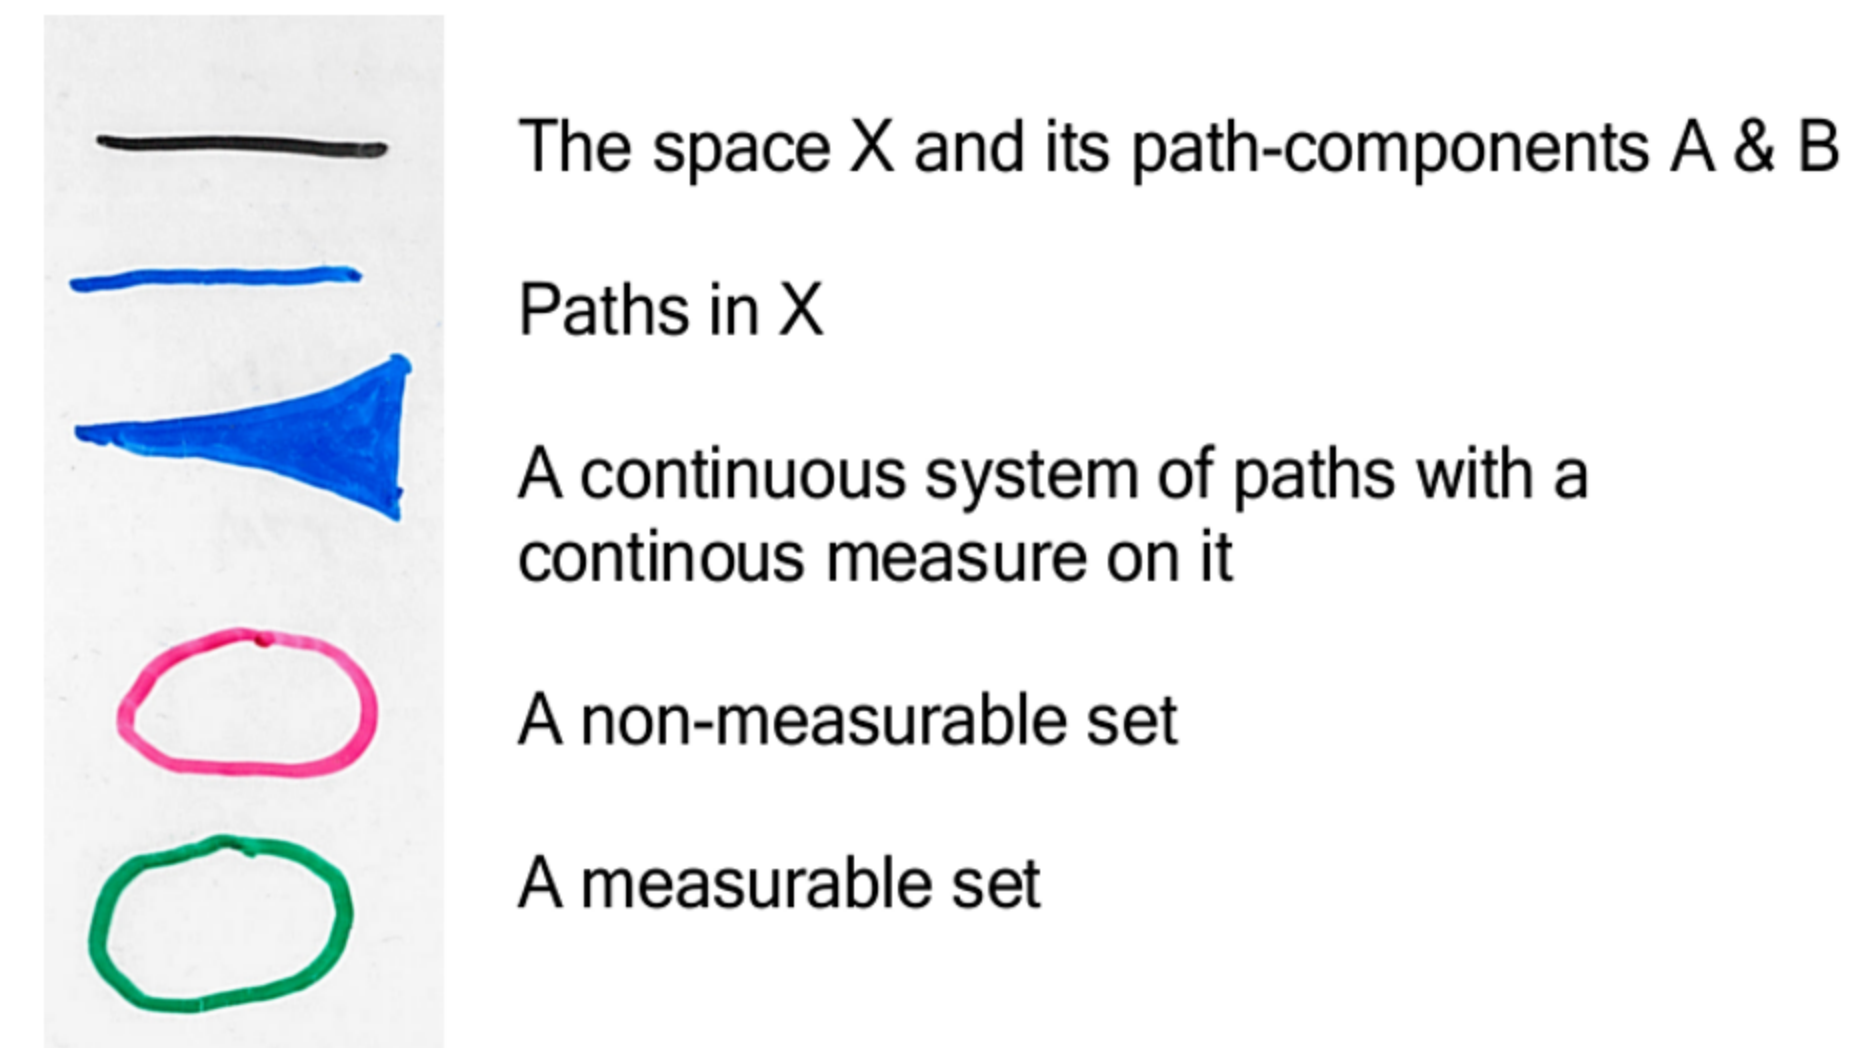 The space X and its path-components A & B
Paths in X
A continuous system of paths with a
continous measure on it
A non-measurable set
A measurable set